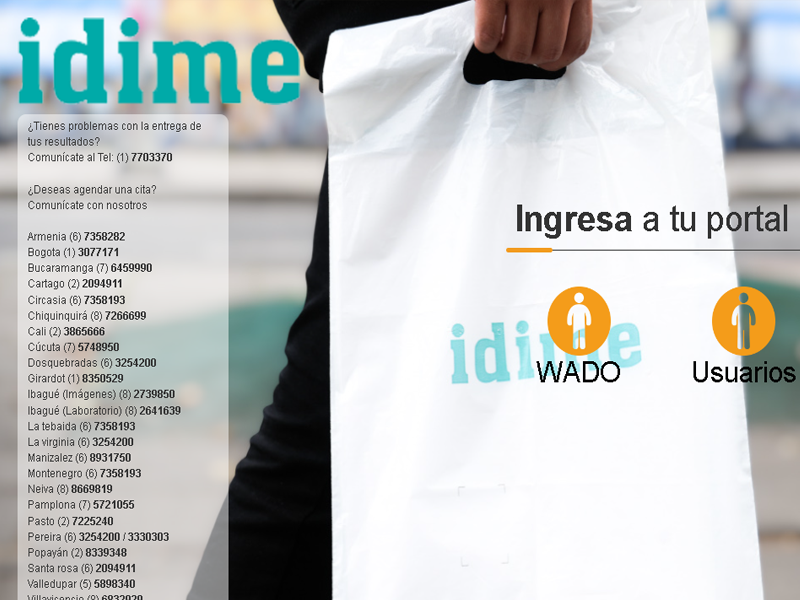 idime
¿Tienes problemas con la entrega de
tus resultados?
Comunícate al Tel: (1) 7703370
¿Deseas agendar una cita?
Comunícate con nosotros
Armenia (6) 7358282
Bogota (1) 3077171
Bucaramanga (7) 6459990
Cartago (2) 2094911
Circasia (6) 7358193
Chiquinquirá (8) 7266699
Cali (2) 3865666
Cúcuta (7) 5748950
Dosquebradas (6) 3254200
Girardot (1) 8350529
Ibagué (Imágenes) (8) 2739850
Ibagué (Laboratorio) (8) 2641639
La tebaida (6) 7358193
La virginia (6) 3254200
Manizalez (6) 8931750
Montenegro (6) 7358193
Neiva (8) 8669819
Pamplona (7) 5721055
Pasto (2) 7225240
Pereira (6) 3254200 / 3330303
Popayán (2) 8339348
Santa rosa (6) 2094911
Valledupar (5) 5898340
Villavicencio (8) 6832029
Ingresa a tu portal
idime
WADO
Usuarios